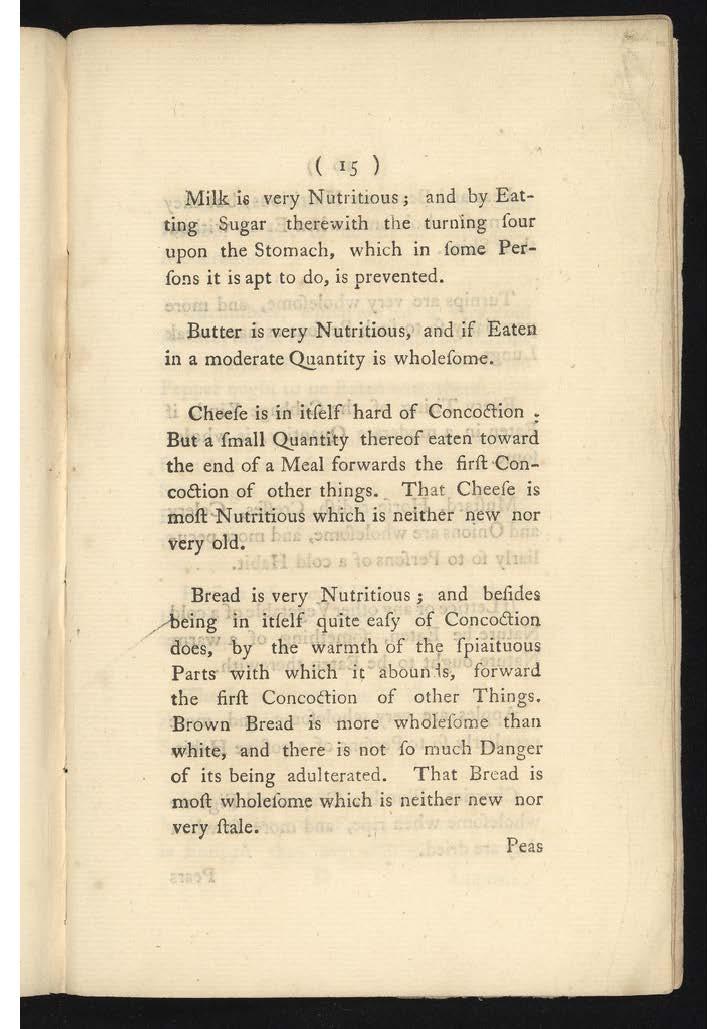 ( 15 )
Milk is very Nutritious; and by Eat-
ting Sugar therewith the turning ſour
upon the Stomach, which in ſome Per-
ſons it is apt to do, is prevented.
Butter is very Nutritious, and if Eaten
in a moderate Quantity is wholeſome.
Cheeſe is in itſelf hard of Concoction ;
But a ſmall Quantity thereof eaten toward
the end of a Meal forwards the firſt Con-
coction of other things. That Cheeſe is
moſt Nutritious which is neither new nor
very old.
Bread is very Nutritious; and beſides
being in itſelf quite eaſy of Concoction
does, by the warmth of the ſpiaituous
Parts with which it abounds, forward
the firſt Concoction of other Things.
Brown Bread is more wholeſome than
white, and there is not ſo much Danger
of its being adulterated. That Bread is
moſt wholeſome which is neither new nor
very ſtale.
Peas